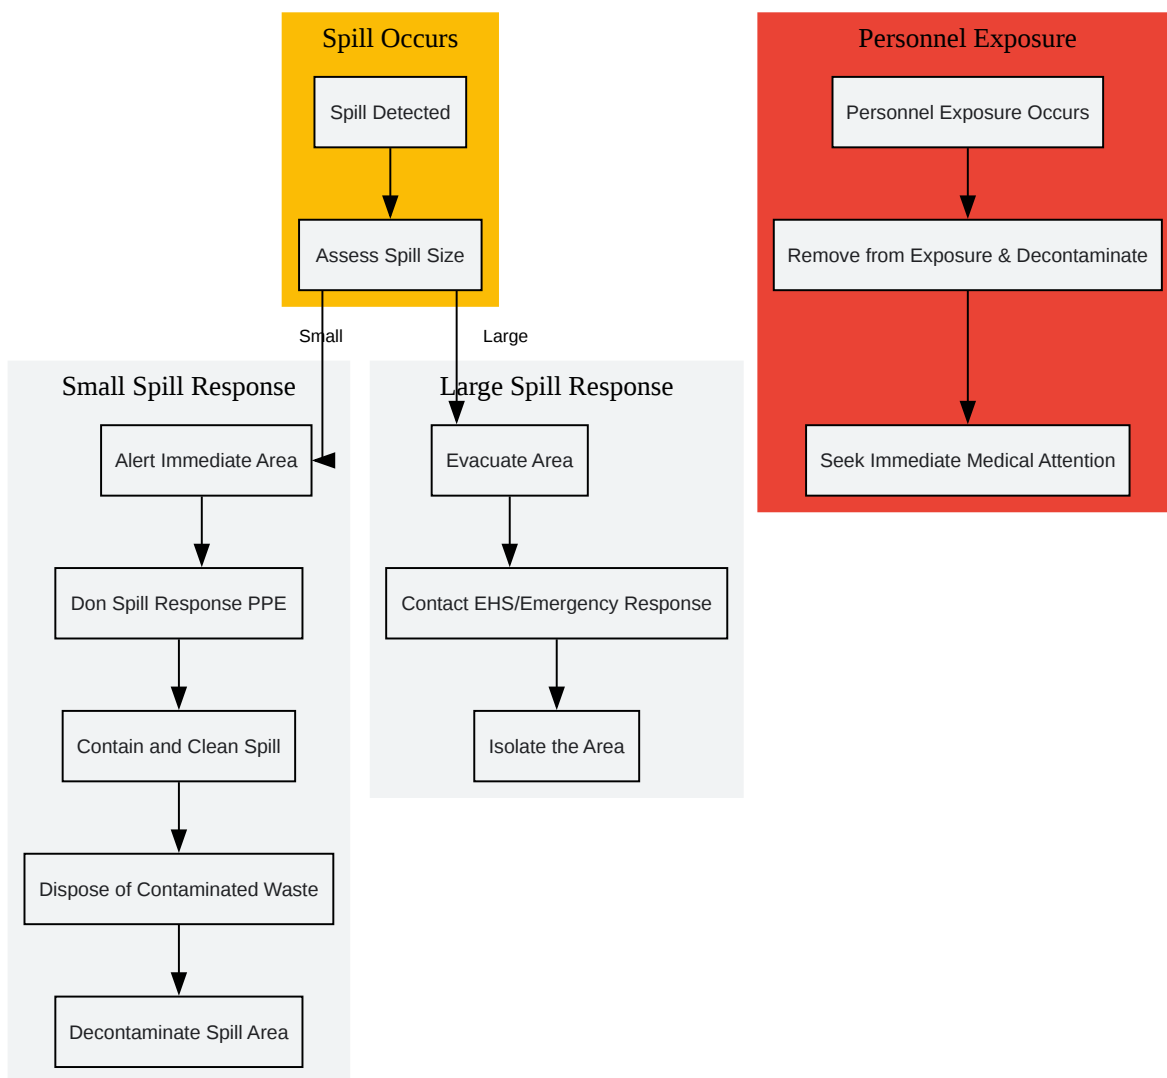 Spill Occurs
Spill Detected
Assess Spill Size
Small
Large
Small Spill Response
Alert Immediate Area
Don Spill Response PPE
Contain and Clean Spill
Dispose of Contaminated Waste
Decontaminate Spill Area
Large Spill Response
Evacuate Area
Contact EHS/Emergency Response
Isolate the Area
Personnel Exposure
Personnel Exposure Occurs
Remove from Exposure & Decontaminate
Seek Immediate Medical Attention